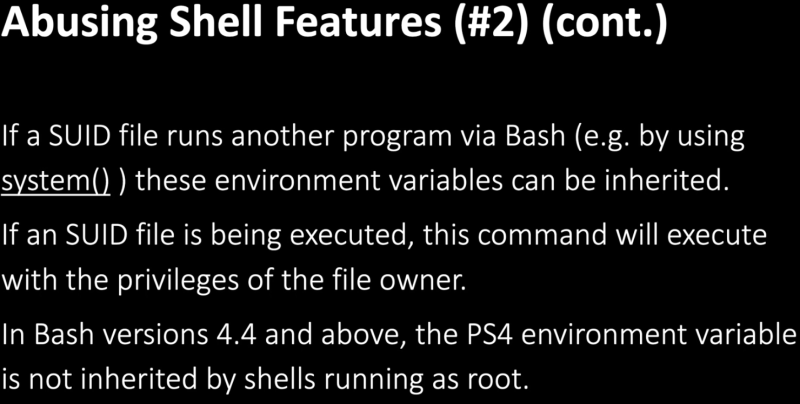 Abusing Shell Features (#2) (cont.)
If a SUID file runs another program via Bash (e.g. by using
system() ) these environment variables can be inherited.
If an SUID file is being executed, this command will execute
with the privileges of the file owner.
In Bash versions 4.4 and above, the PS4 environment variable
is not inherited by shells running as root.